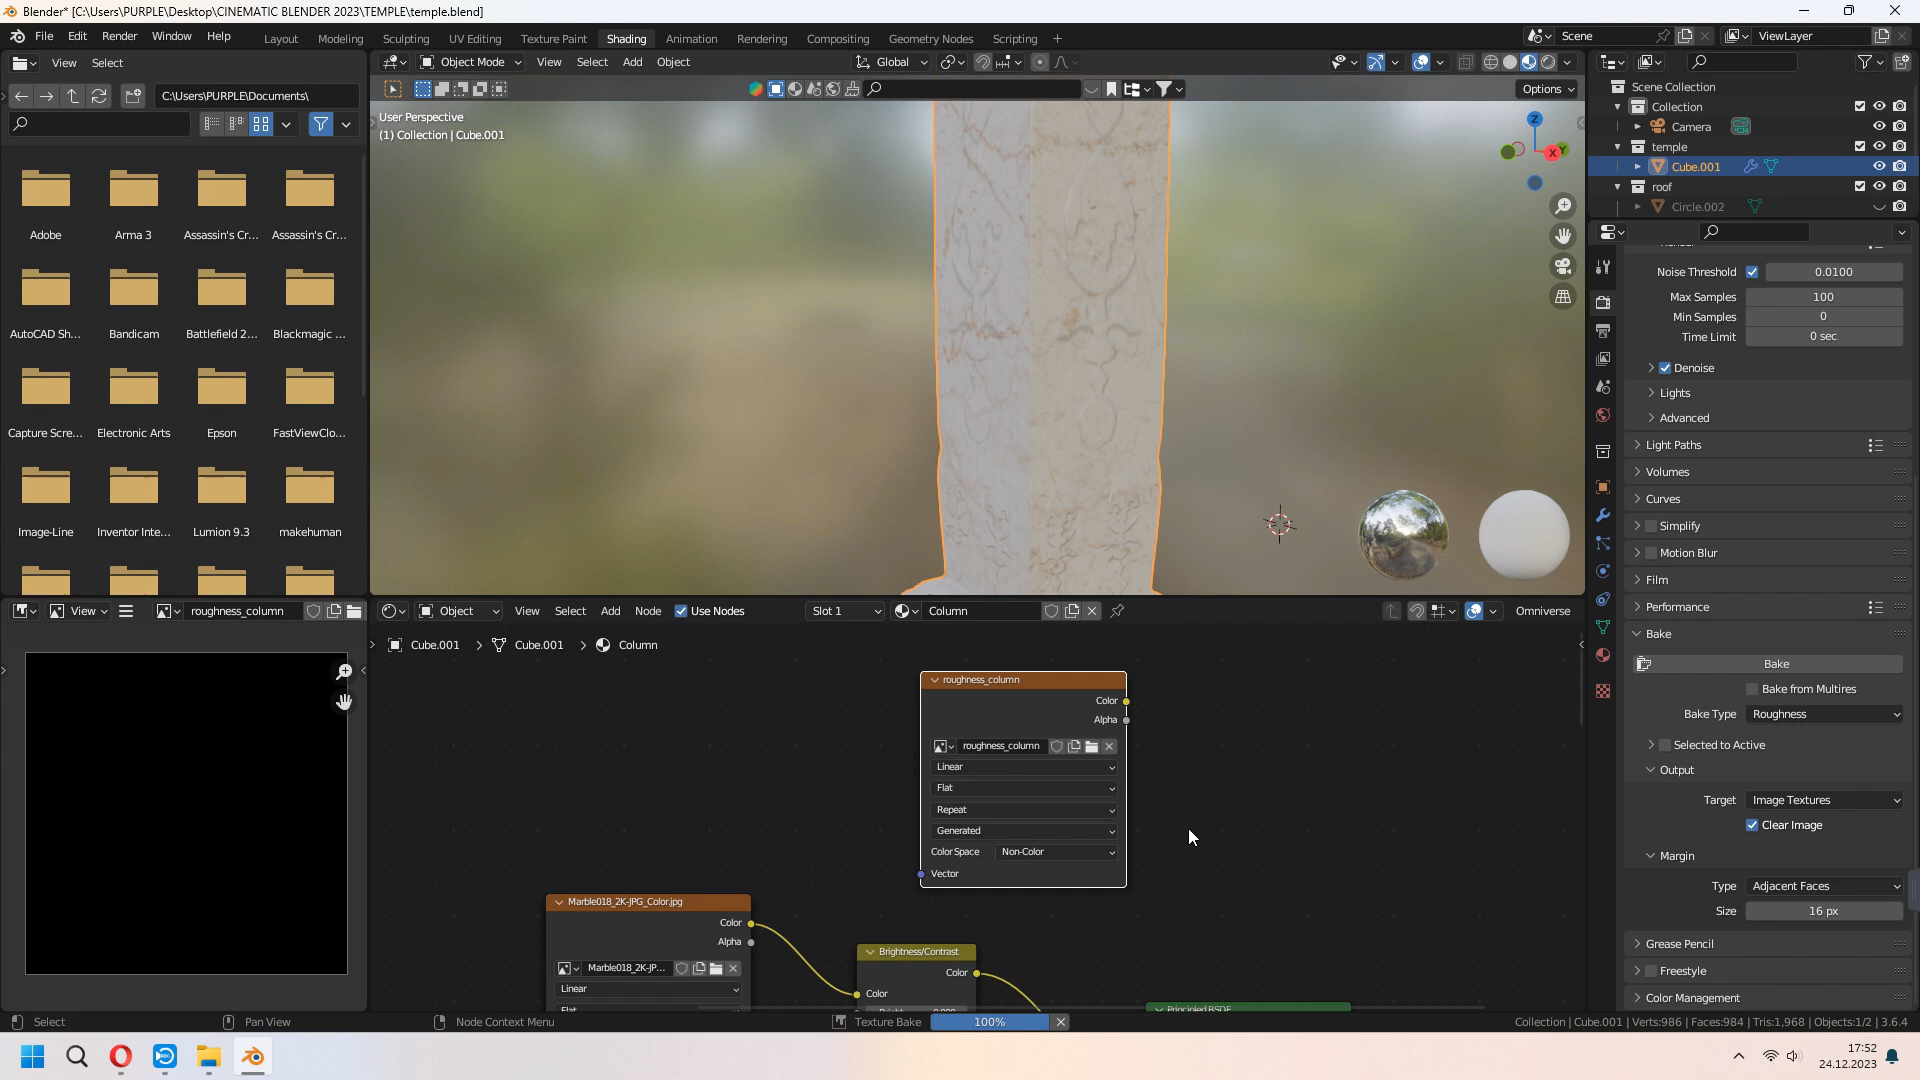 Blender* [C:\Users\PURPLE\Desktop\CINEMATIC BLENDER 2023\TEMPLE\temple.blend]
File Edit Render Window Help
Layout Modeling Sculpting UV Editing Texture Paint Shading Animation Rendering Compositing Geometry Nodes Scripting +
Scene
ViewLayer
View Select
C:\Users\PURPLE\Documents\
Adobe
Arma 3
Assassin's Cr...
Assassin's Cr...
AutoCAD Sh...
Bandicam
Battlefield 2...
Blackmagic ...
Capture Scre...
Electronic Arts
Epson
FastViewClo...
Image-Line
Inventor Inte...
Lumion 9.3
makehuman
Object Mode View Select Add Object
Global
Options
User Perspective
(1) Collection | Cube.001
Z
X
Y
Scene Collection
Collection
Camera
temple
Cube.001
roof
Circle.002
Noise Threshold 0.0100
Max Samples 100
Min Samples 0
Time Limit 0 sec
Denoise
Lights
Advanced
Light Paths
Volumes
Curves
Simplify
Motion Blur
Film
Performance
Bake
Bake
Bake from Multires
Bake Type Roughness
Selected to Active
Output
Target Image Textures
Clear Image
Margin
Type Adjacent Faces
Size 16 px
Grease Pencil
Freestyle
Color Management
View
roughness_column
Object View Select Add Node Use Nodes
Slot 1
Column
Omniverse
Cube.001 > Cube.001 > Column
roughness_column
Color
Alpha
roughness_column
Linear
Flat
Repeat
Generated
Color Space Non-Color
Vector
Marble018_2K-JPG_Color.jpg
Color
Alpha
Marble018_2K-JP...
Linear
Flat
Brightness/Contrast
Color
Color
Bright 0.000
Principled BSDF
Select
Pan View
Node Context Menu
Texture Bake 100%
Collection | Cube.001 | Verts:986 | Faces:984 | Tris:1,968 | Objects:1/2 | 3.6.4
17:52
24.12.2023